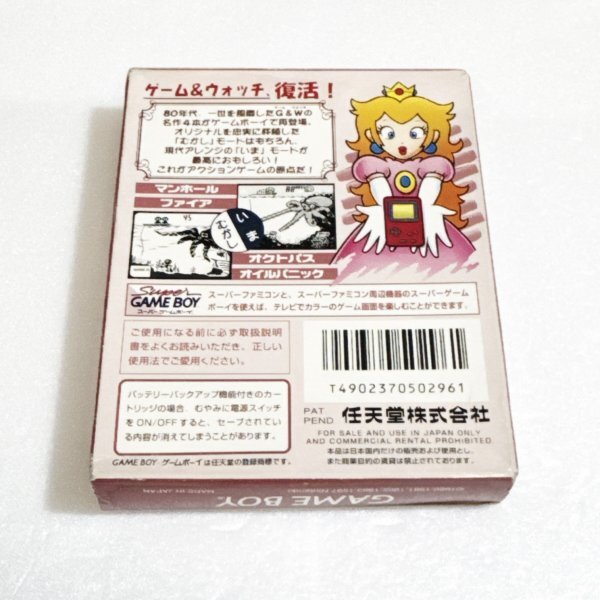 ゲーム&ウォッチ、復活!
80年代、一世を風靡したG&Wの
名作4本がゲームボーイで再登場。
オリジナルを忠実に移植した
「むかし」モードはもちろん、
現代アレンジの「いま」モードが
最高におもしろい!
これがアクションゲームの原点だ!
マンホール
ファイア
VS
いま
むかし
オクトパス
オイルパニック
Super
GAME BOY
スーパーゲームボーイ
スーパーファミコンと、スーパーファミコン周辺機器のスーパーゲーム
ボーイを使えば、テレビでカラーのゲーム画面を楽しむことができます。
ご使用になる前に必ず取扱説明
書をよくお読みいただき、正しい
使用法でご愛用ください。
バッテリーバックアップ機能付きのカー
トリッジの場合、むやみに電源スイッチ
をON/OFFすると、セーブされてい
る内容が消えてしまうことがあります。
GAME BOY ゲームボーイは任天堂の登録商標です。
T4902370502961
PAT
PEND
任天堂株式会社
FOR SALE AND USE IN JAPAN ONLY
AND COMMERCIAL RENTAL PROHIBITED.
本品は日本国内だけの販売および使用とし、
また商業目的の賃貸は禁止されております。
MADE IN JAPAN
GAME BOY